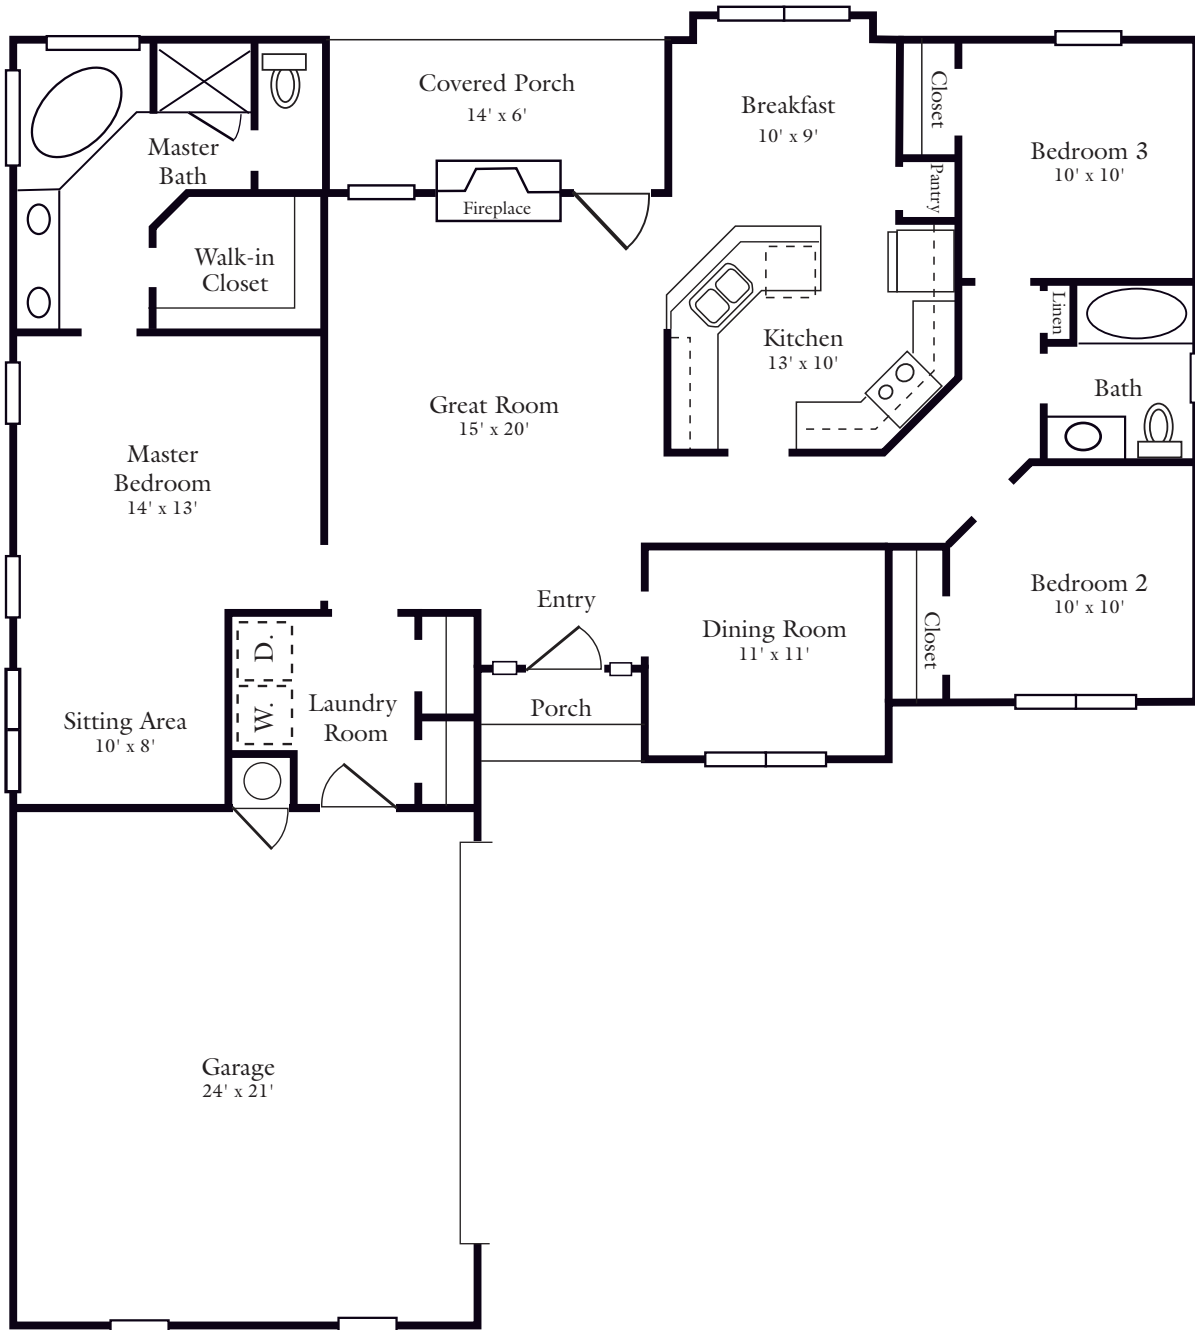 Covered Porch
14' x 6'
Breakfast
10' x 9'
Closet
Bedroom 3
10' x 10'
Master
Bath
Pantry
Fireplace
Walk-in
Closet
Linen
Kitchen
13' x 10'
Bath
Great Room
15' x 20'
Master
Bedroom
14' x 13'
Entry
Bedroom 2
10' x 10'
Dining Room
11' x 11'
Closet
D.
W.
Laundry
Room
Porch
Sitting Area
10' x 8'
Garage
24' x 21'